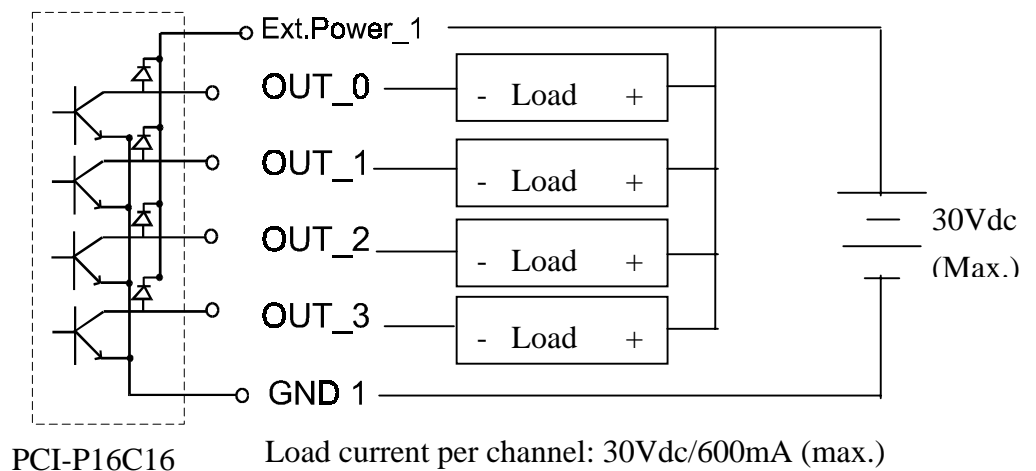 Ext.Power_1
OUT_0
- Load +
OUT_1
- Load +
OUT_2
- Load +
OUT_3
- Load +
30Vdc
(Max.)
GND 1
PCI-P16C16
Load current per channel: 30Vdc/600mA (max.)